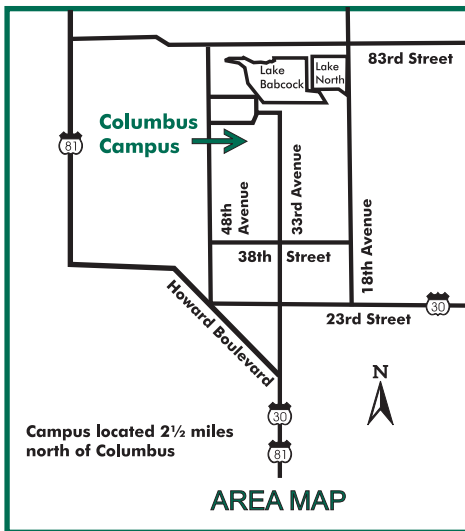 83rd Street
Lake
Babcock
Lake
North
Columbus
Campus
81
48th
Avenue
33rd Avenue
18th Avenue
38th Street
Howard Boulevard
30
23rd Street
N
30
Campus located 2½ miles
north of Columbus
81
AREA MAP